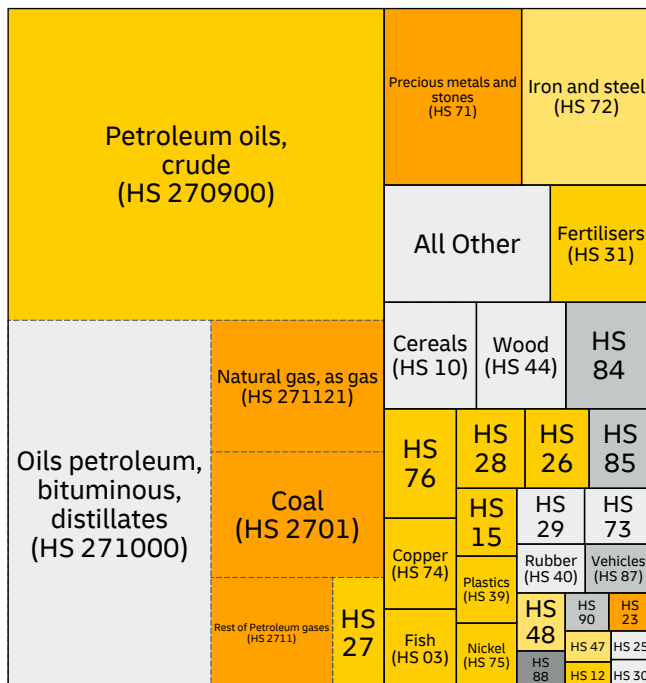 Petroleum oils,
crude
(HS 270900)
Precious metals and
stones
(HS 71)
Iron and steel
(HS 72)
All Other
Fertilisers
(HS 31)
Cereals
(HS 10)
Wood
(HS 44)
HS
84
Oils petroleum,
bituminous,
distillates
(HS 271000)
Natural gas, as gas
(HS 271121)
Coal
(HS 2701)
Rest of Petroleum gases
(HS 2711)
HS
27
HS
76
HS
28
HS
26
HS
85
HS
15
HS
29
HS
73
Copper
(HS 74)
Plastics
(HS 39)
Rubber
(HS 40)
Vehicles
(HS 87)
Fish
(HS 03)
Nickel
(HS 75)
HS
48
HS
90
HS
23
HS 47
HS 25
HS
88
HS 12
HS 30